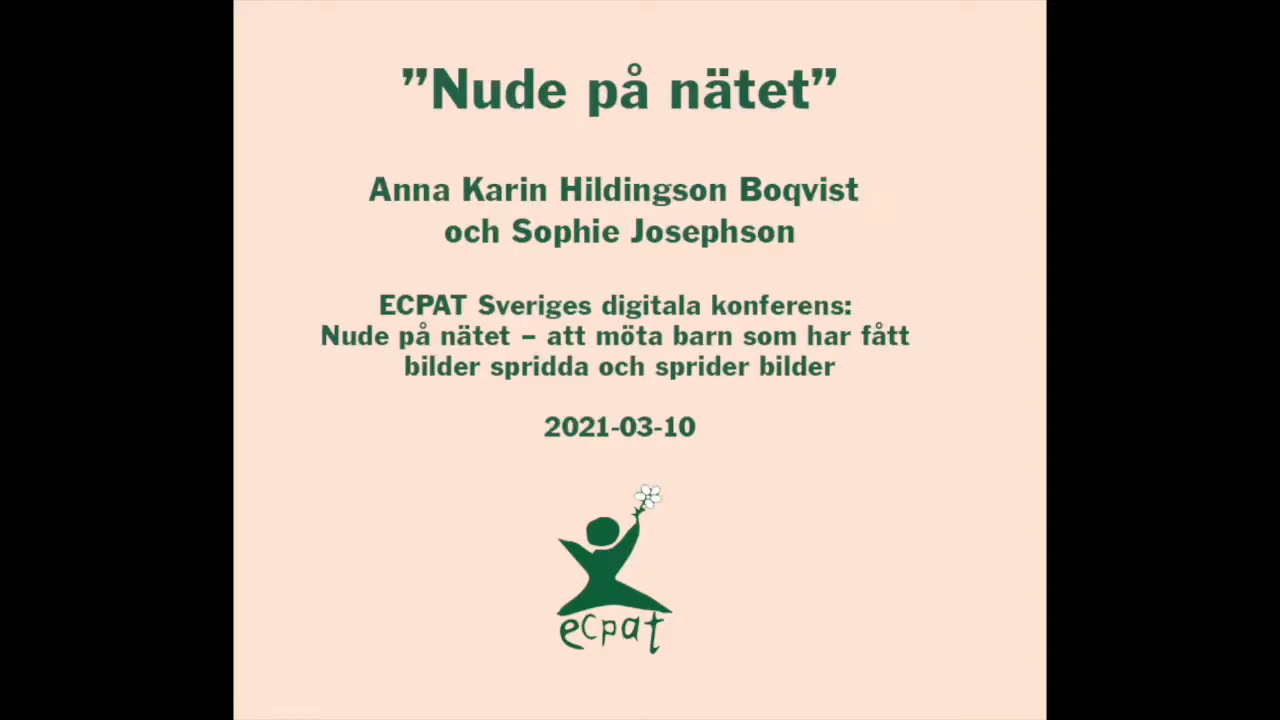 ”Nude på nätet”
Anna Karin Hildingson Boqvist
och Sophie Josephson
ECPAT Sveriges digitala konferens:
Nude på nätet – att möta barn som har fått
bilder spridda och sprider bilder
2021-03-10
ecpat